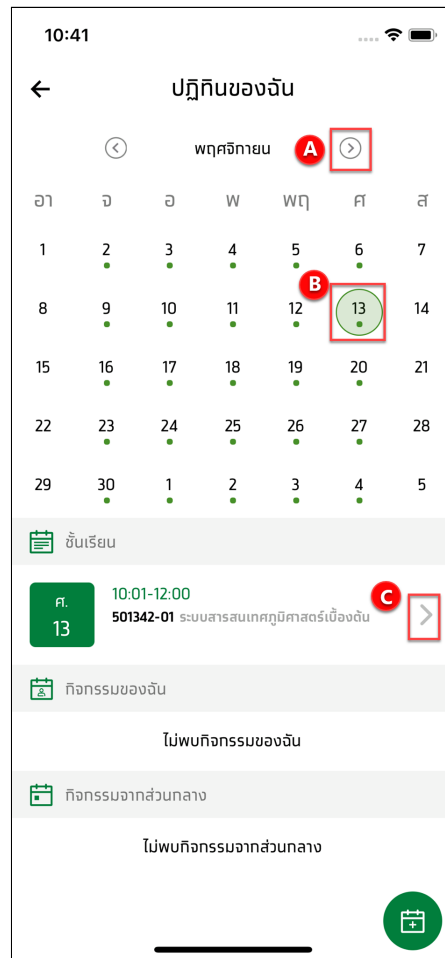 10:41
ปฏิทินของฉัน
พฤศจิกายน A
อา จ อ พ พฤ ศ ส
1 2 3 4 5 6 7
B
8 9 10 11 12 13 14
15 16 17 18 19 20 21
22 23 24 25 26 27 28
29 30 1 2 3 4 5
ชั้นเรียน
ศ.
13
10:01-12:00
501342-01 ระบบสารสนเทศภูมิศาสตร์เบื้องต้น
C
กิจกรรมของฉัน
ไม่พบกิจกรรมของฉัน
กิจกรรมจากส่วนกลาง
ไม่พบกิจกรรมจากส่วนกลาง